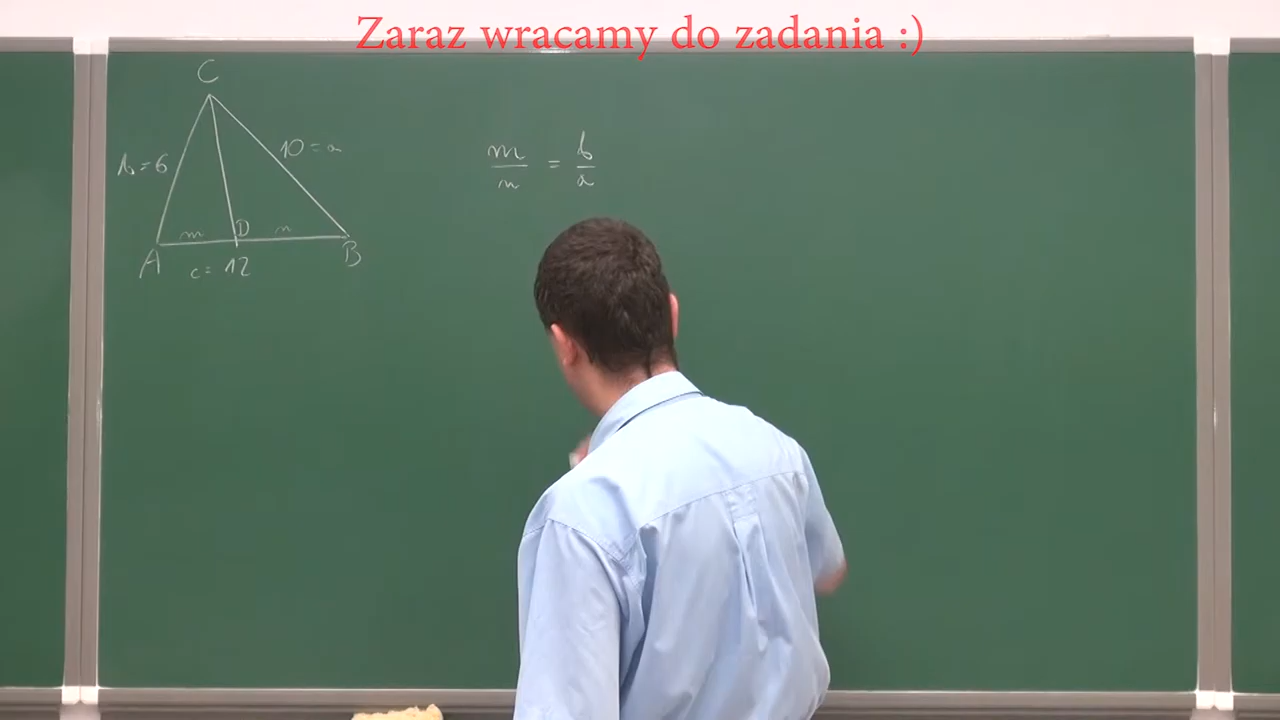 Zaraz wracamy do zadania :)
C
b = 6
10 = a
m
D
n
A
c = 12
B
m/n = b/a